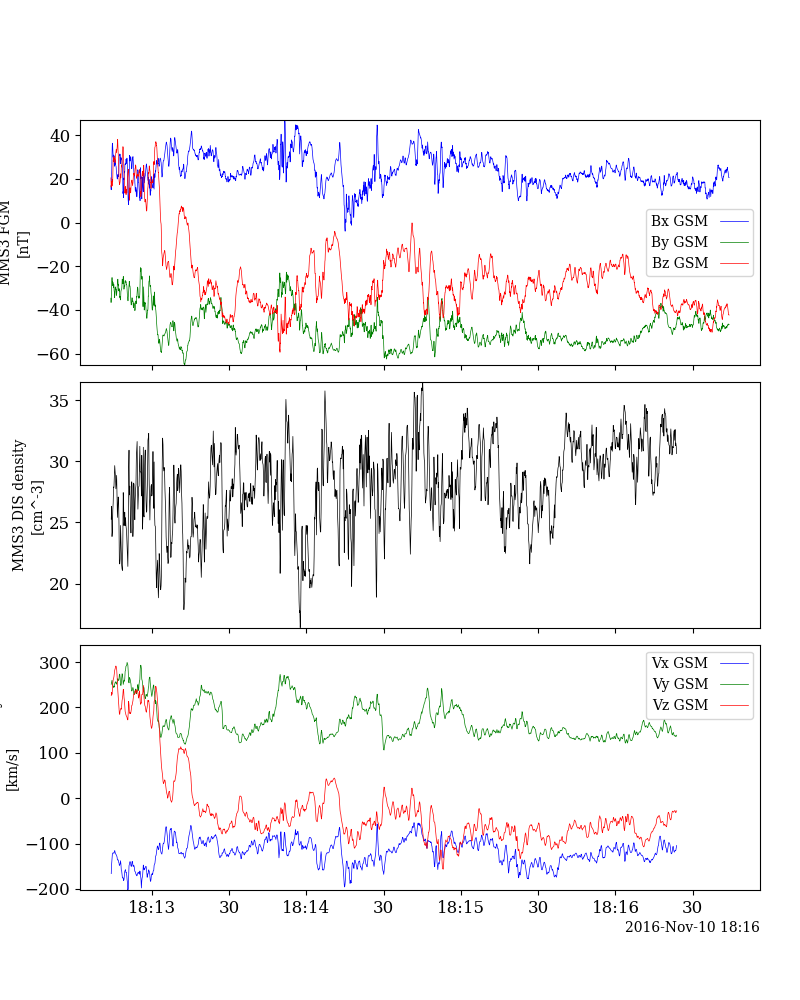 MMS3 FGM
[nT]
40
20
0
−20
−40
−60
Bx GSM
By GSM
Bz GSM
MMS3 DIS density
[cm^-3]
35
30
25
20
[km/s]
300
200
100
0
−100
−200
Vx GSM
Vy GSM
Vz GSM
18:13 30 18:14 30 18:15 30 18:16 30
2016-Nov-10 18:16